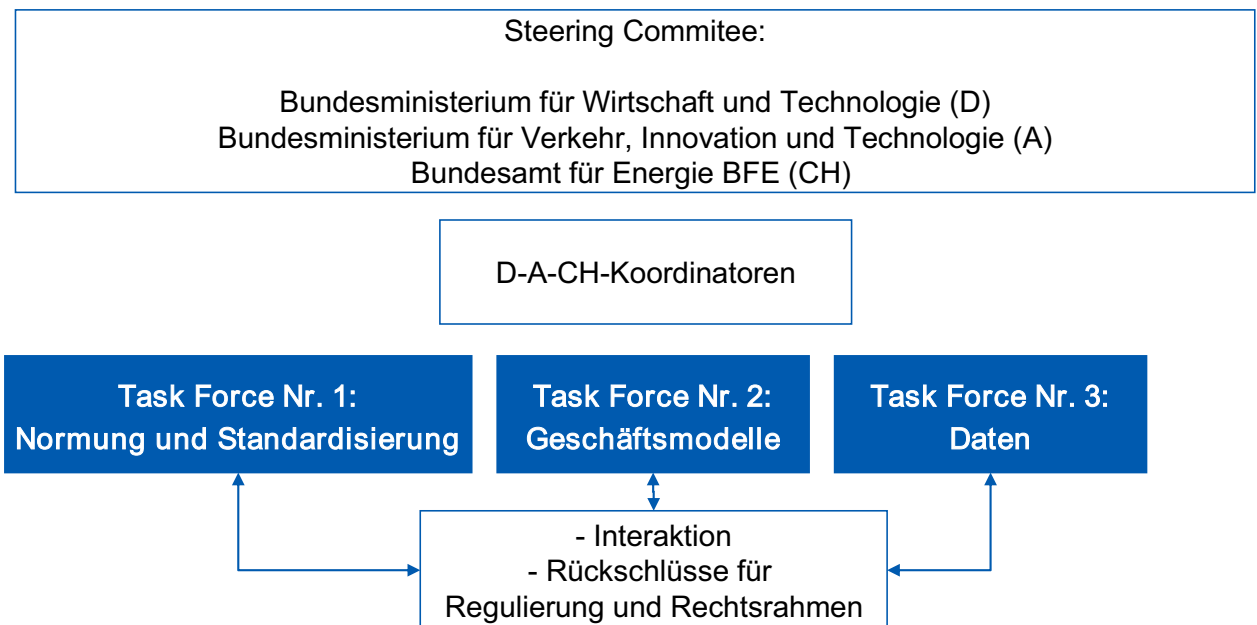 Steering Commitee:
Bundesministerium für Wirtschaft und Technologie (D)
Bundesministerium für Verkehr, Innovation und Technologie (A)
Bundesamt für Energie BFE (CH)
D-A-CH-Koordinatoren
Task Force Nr. 1:
Normung und Standardisierung
Task Force Nr. 2:
Geschäftsmodelle
Task Force Nr. 3:
Daten
- Interaktion
- Rückschlüsse für
Regulierung und Rechtsrahmen